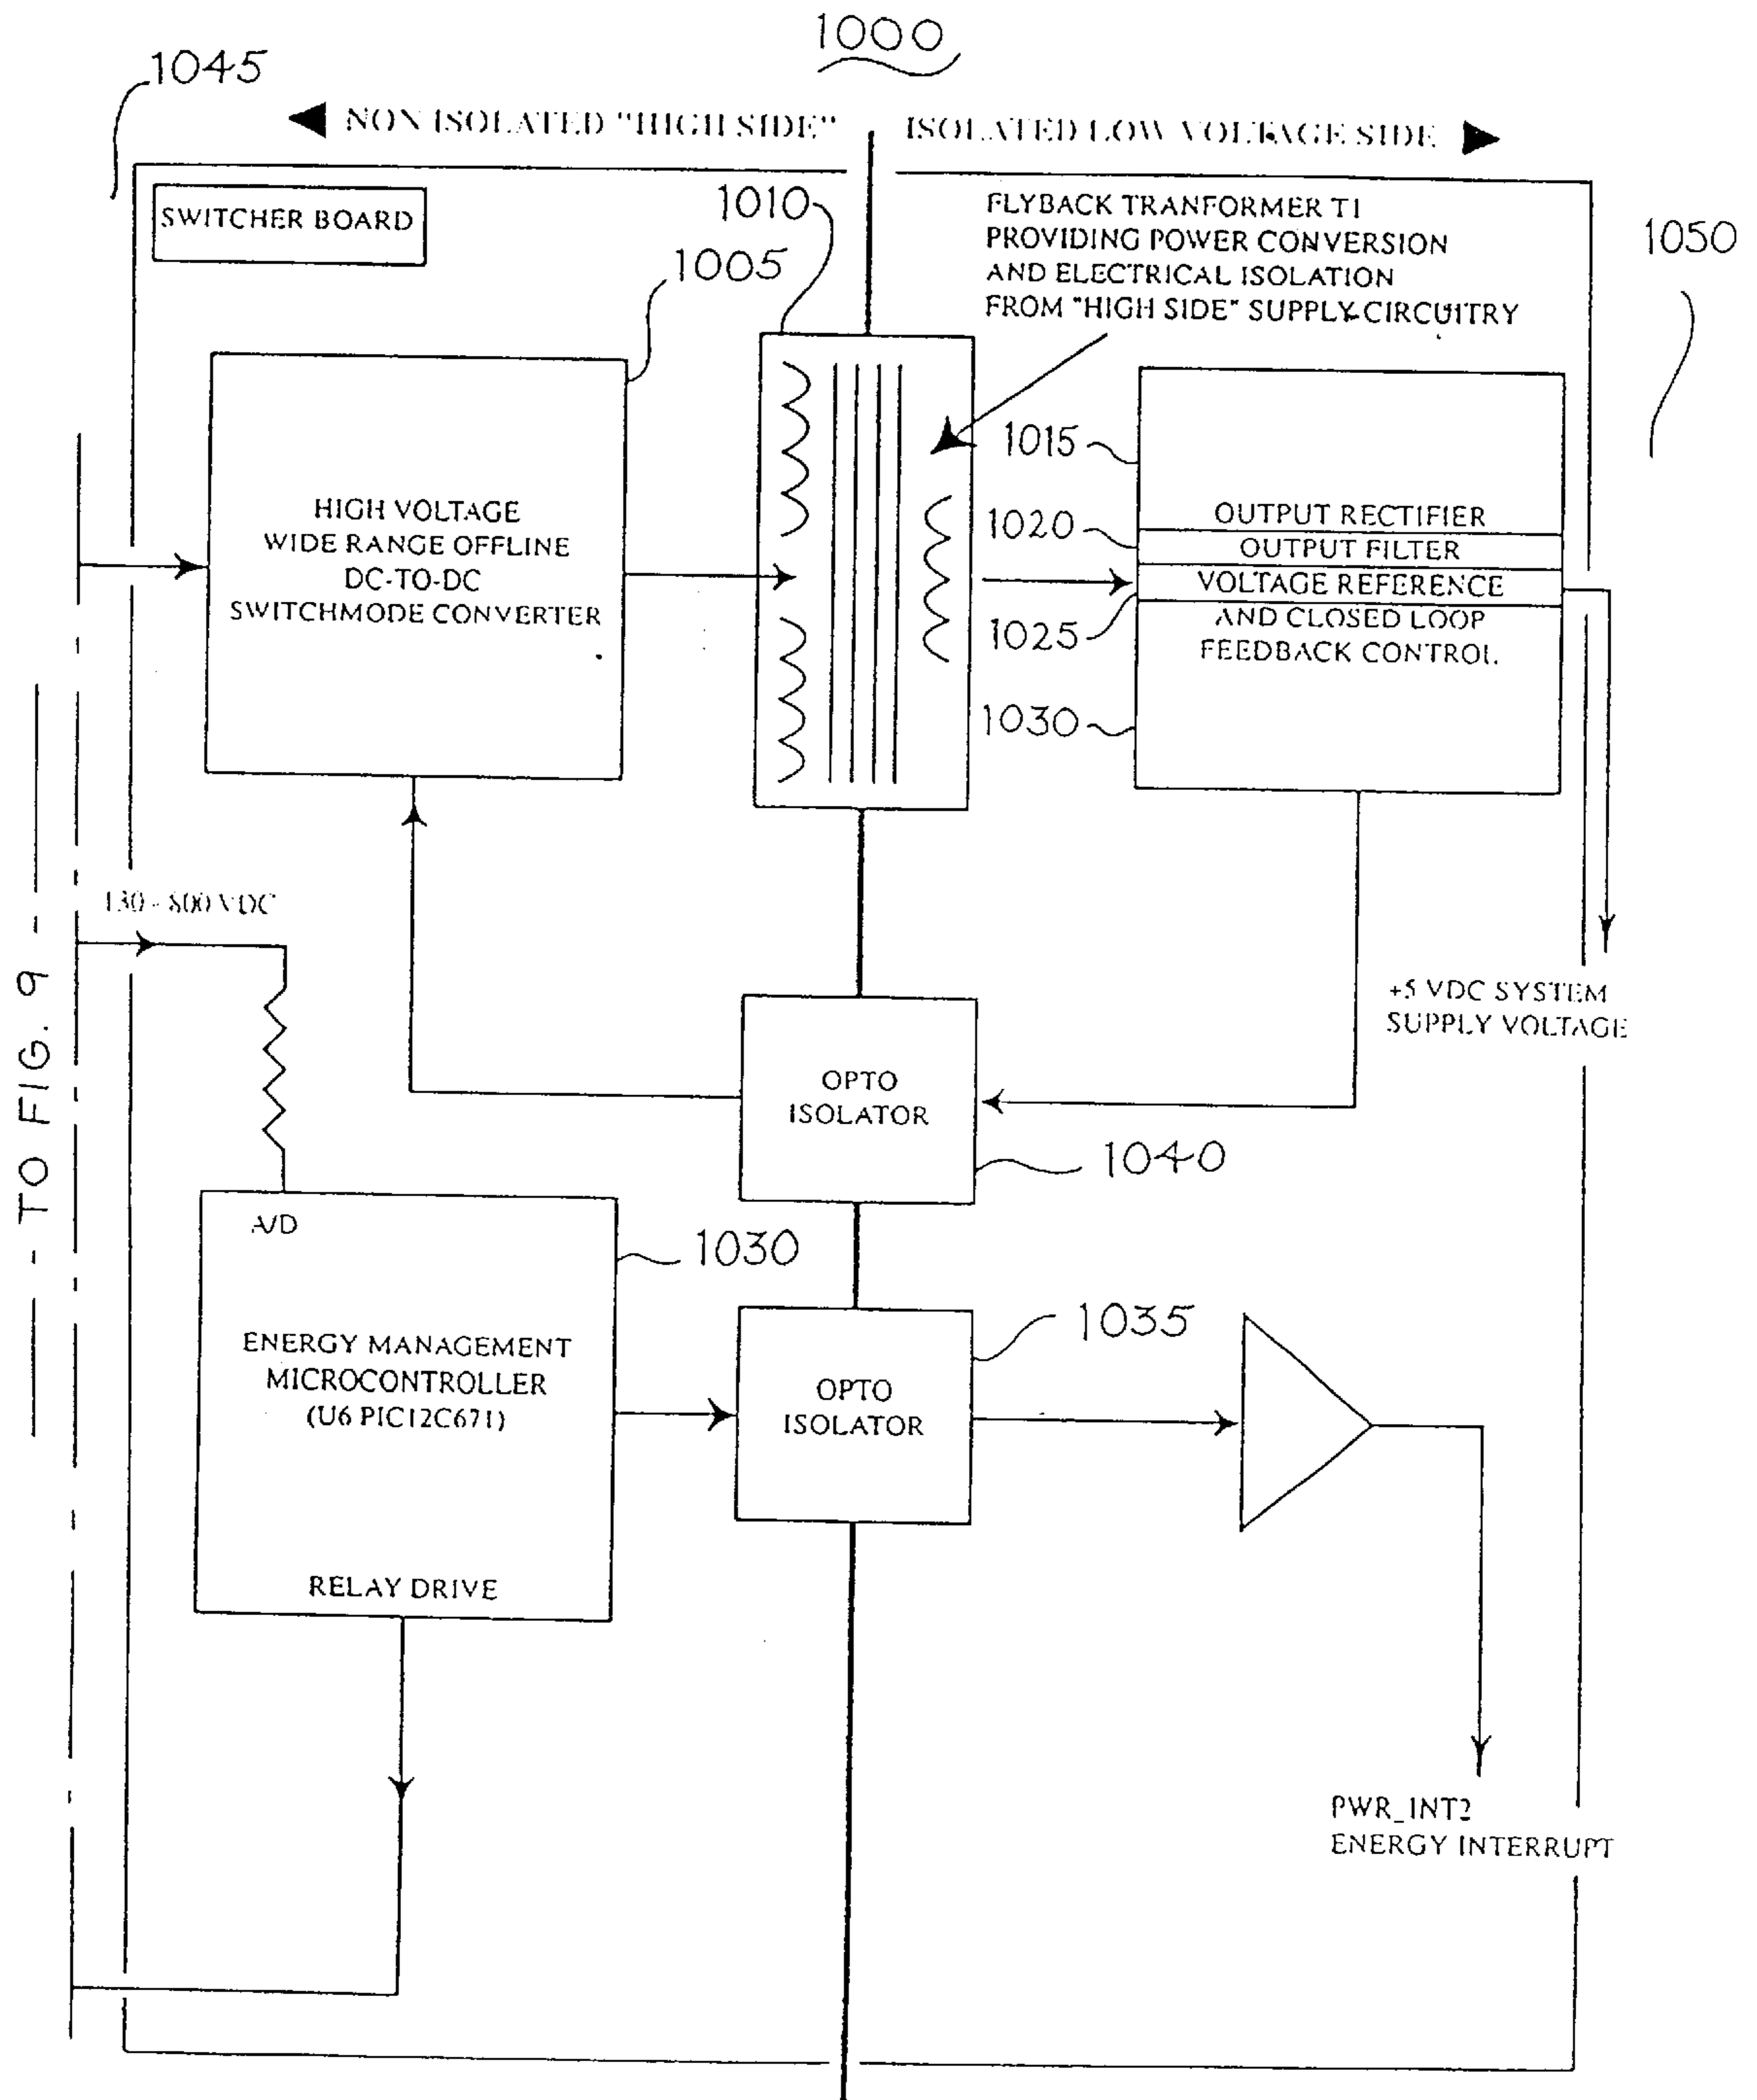 1000
1045
NON ISOLATED "HIGH SIDE"
ISOLATED LOW VOLTAGE SIDE
SWITCHER BOARD
1010
FLYBACK TRANFORMER T1
PROVIDING POWER CONVERSION
AND ELECTRICAL ISOLATION
FROM "HIGH SIDE" SUPPLY CIRCUITRY
1050
1005
HIGH VOLTAGE
WIDE RANGE OFFLINE
DC-TO-DC
SWITCHMODE CONVERTER
1015
1020
1025
1030
OUTPUT RECTIFIER
OUTPUT FILTER
VOLTAGE REFERENCE
AND CLOSED LOOP
FEEDBACK CONTROL
130 - 800 VDC
- TO FIG. 9 -
+5 VDC SYSTEM
SUPPLY VOLTAGE
OPTO
ISOLATOR
1040
A/D
1030
ENERGY MANAGEMENT
MICROCONTROLLER
(U6 PIC12C671)
RELAY DRIVE
1035
OPTO
ISOLATOR
PWR_INT2
ENERGY INTERRUPT